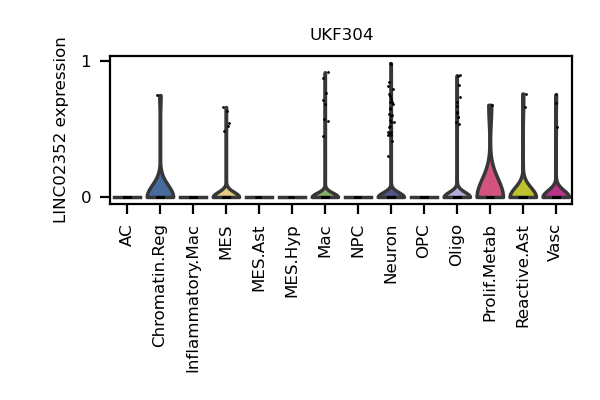 UKF304
LINC02352 expression
1
0
AC
Chromatin.Reg
Inflammatory.Mac
MES
MES.Ast
MES.Hyp
Mac
NPC
Neuron
OPC
Oligo
Prolif.Metab
Reactive.Ast
Vasc